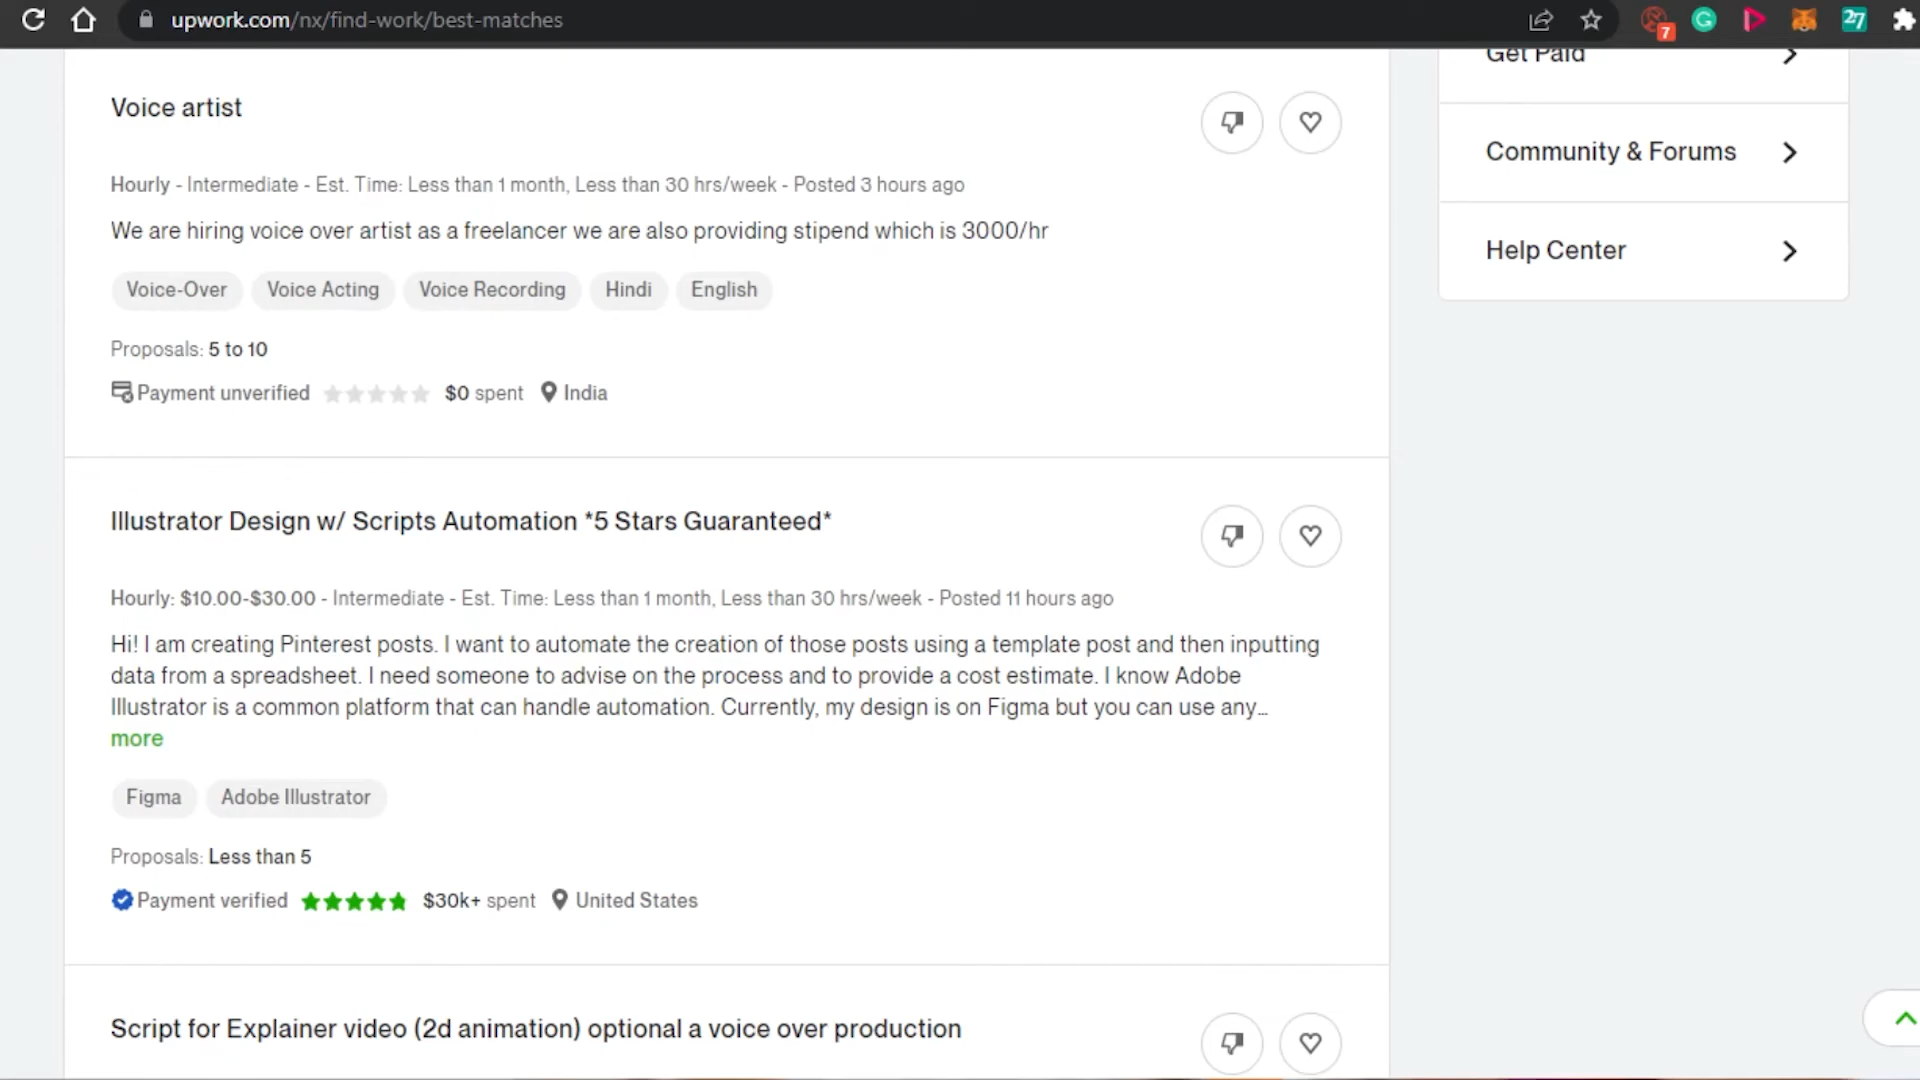 upwork.com/nx/find-work/best-matches
7
27
Get Paid
Voice artist
Community & Forums
Hourly - Intermediate - Est. Time: Less than 1 month, Less than 30 hrs/week - Posted 3 hours ago
We are hiring voice over artist as a freelancer we are also providing stipend which is 3000/hr
Help Center
Voice-Over
Voice Acting
Voice Recording
Hindi
English
Proposals: 5 to 10
Payment unverified $0 spent India
Illustrator Design w/ Scripts Automation *5 Stars Guaranteed*
Hourly: $10.00-$30.00 - Intermediate - Est. Time: Less than 1 month, Less than 30 hrs/week - Posted 11 hours ago
Hi! I am creating Pinterest posts. I want to automate the creation of those posts using a template post and then inputting
data from a spreadsheet. I need someone to advise on the process and to provide a cost estimate. I know Adobe
Illustrator is a common platform that can handle automation. Currently, my design is on Figma but you can use any…
more
Figma
Adobe Illustrator
Proposals: Less than 5
Payment verified $30k+ spent United States
Script for Explainer video (2d animation) optional a voice over production